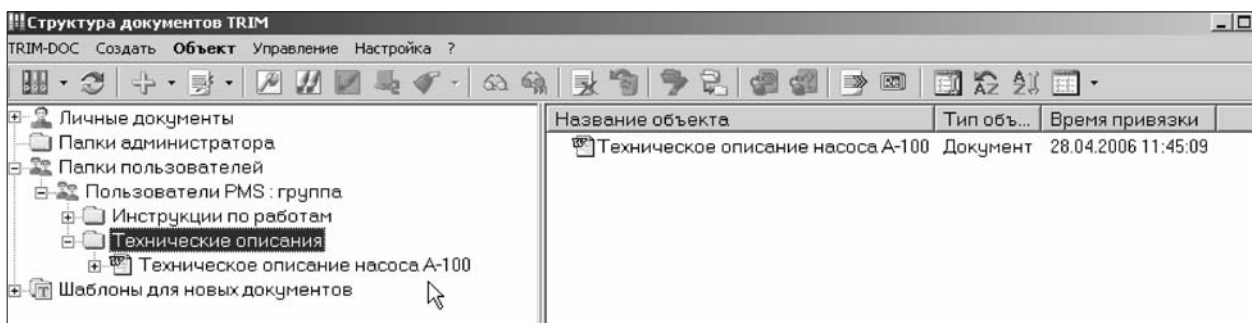 Структура документов TRIM
TRIM-DOC Создать Объект Управление Настройка ?
Личные документы
Папки администратора
Папки пользователей
Пользователи PMS : группа
Инструкции по работам
Технические описания
Техническое описание насоса А-100
Шаблоны для новых документов
Название объекта Тип объ... Время привязки
Техническое описание насоса А-100 Документ 28.04.2006 11:45:09